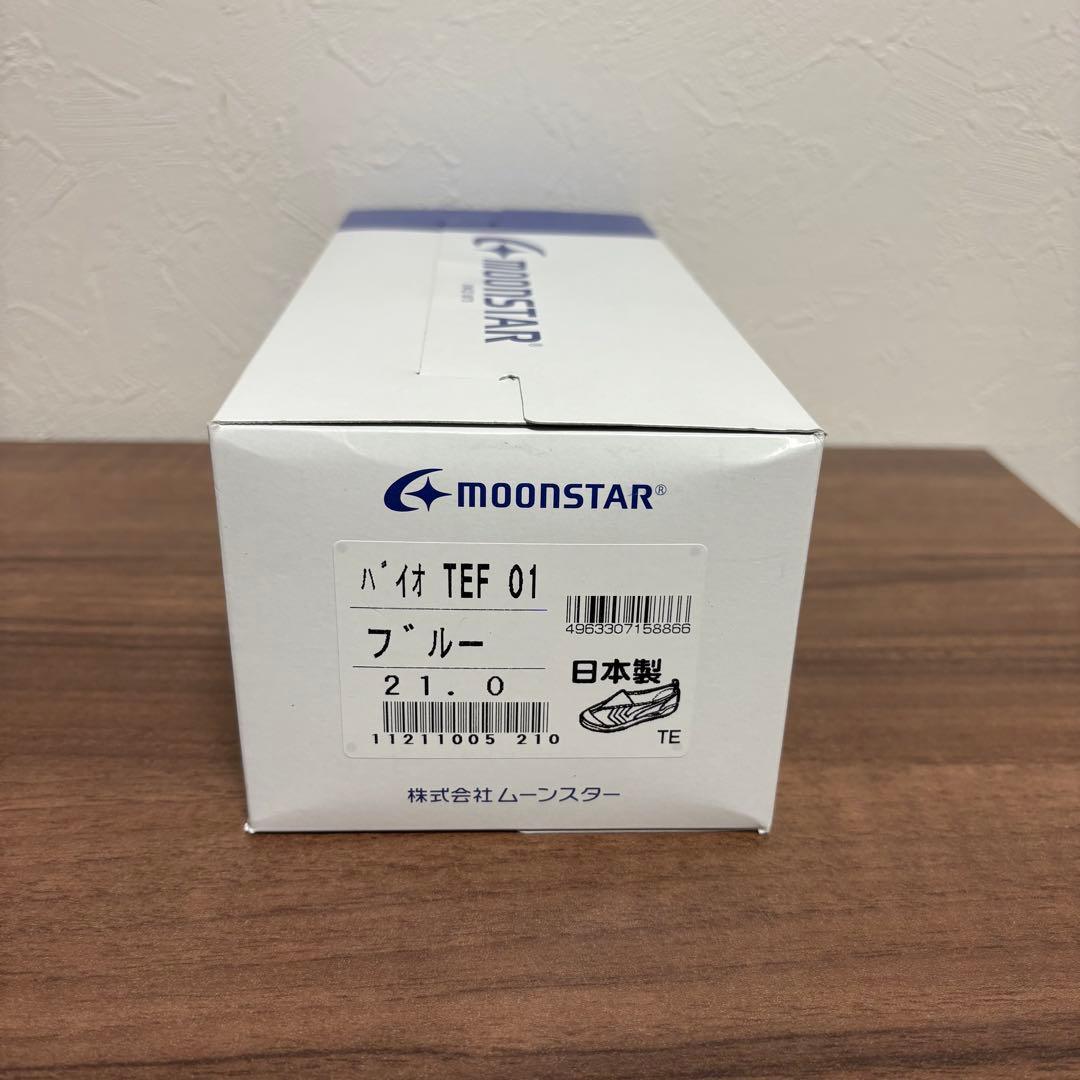 MOONSTAR®
MOONSTAR®
バイオ TEF 01
4963307158866
ブルー
日本製
21.0
11211005 210
TE
株式会社ムーンスター